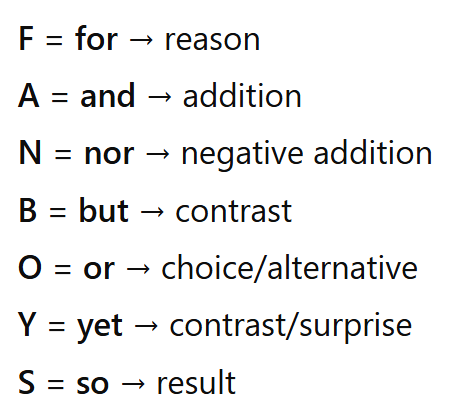 F = for → reason
A = and → addition
N = nor → negative addition
B = but → contrast
O = or → choice/alternative
Y = yet → contrast/surprise
S = so → result